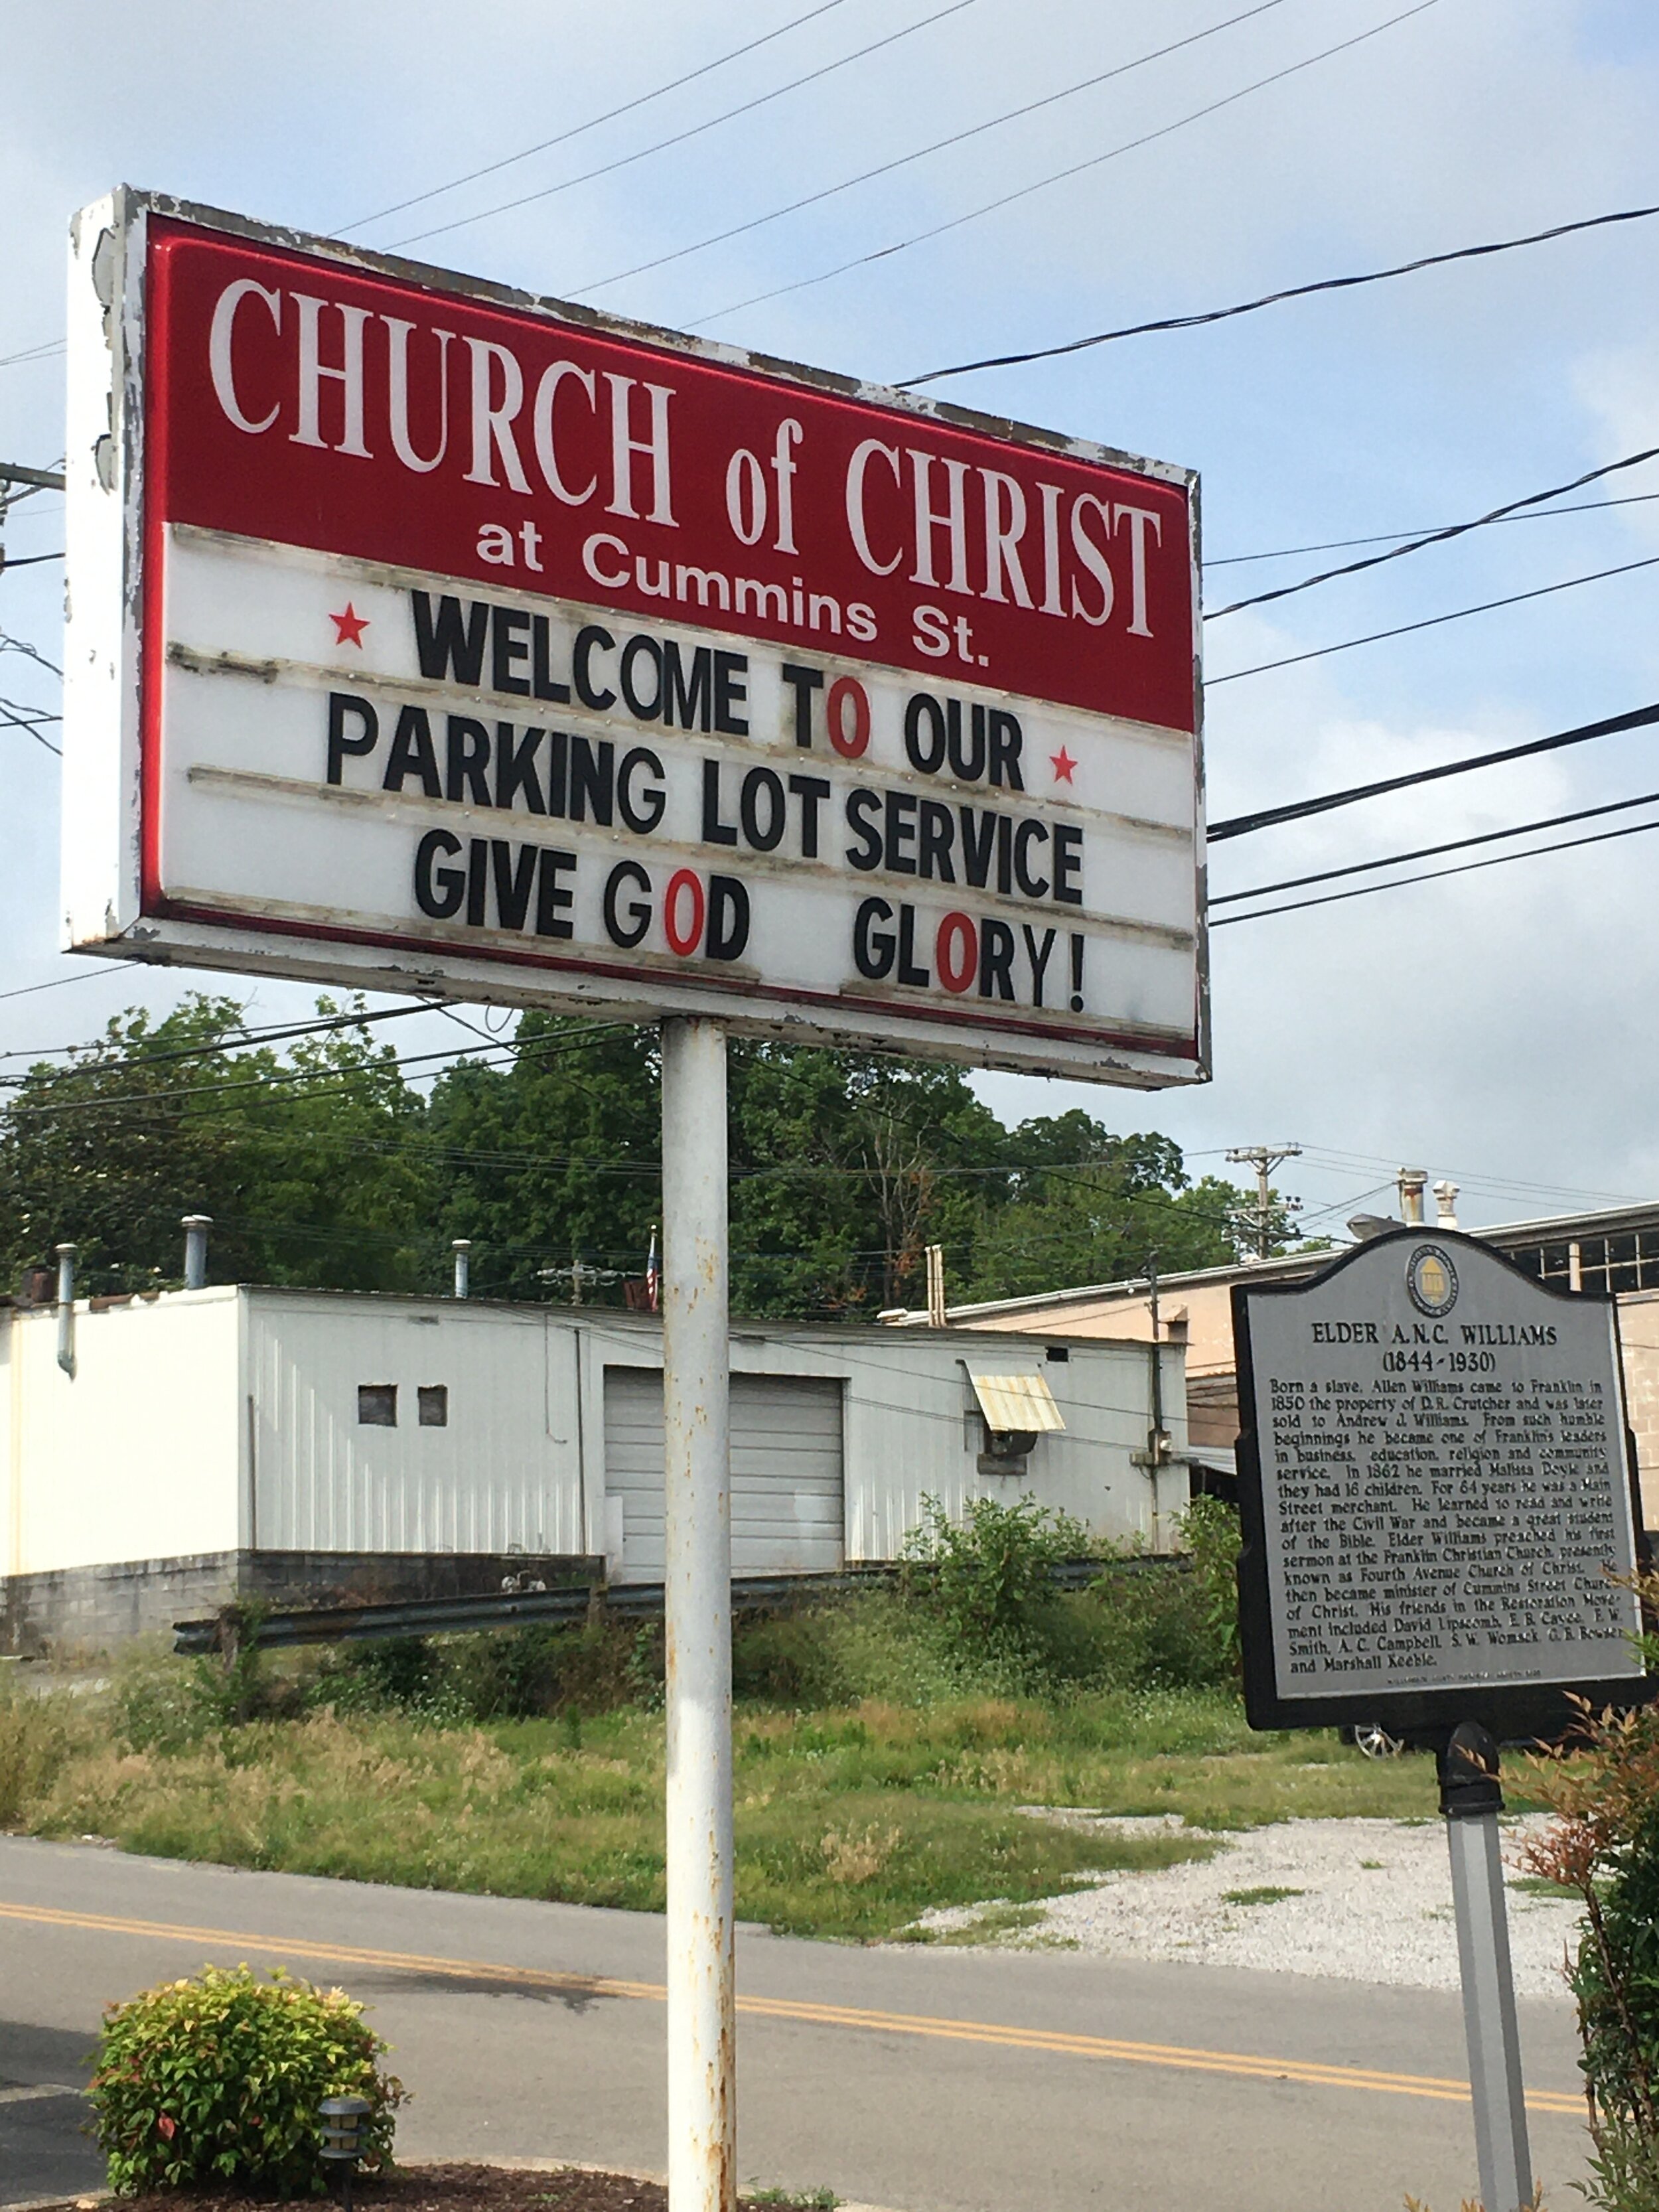 CHURCH of CHRIST
at Cummins St.
WELCOME TO OUR
PARKING LOT SERVICE
GIVE GOD GLORY!
ELDER A.N.C. WILLIAMS
(1844-1930)
Born a slave, Allen Williams came to Franklin in
1850 the property of D.R. Crutcher and was later
sold to Andrew J. Williams. From such humble
beginnings he became one of Franklin's leaders
in business, education, religion and community
service. In 1862 he married Malissa Doyle and
they had 16 children. For 64 years he was a Main
Street merchant. He learned to read and write
after the Civil War and became a great student
of the Bible. Elder Williams preached his first
sermon at the Franklin Christian Church, presently
known as Fourth Avenue Church of Christ. He
then became minister of Cummins Street Church
of Christ. His friends in the Restoration Move-
ment included David Lipscomb, E. B. Cayce, F. W.
Smith, A. C. Campbell, S. W. Womack, G. E. Bowser
and Marshall Keeble.